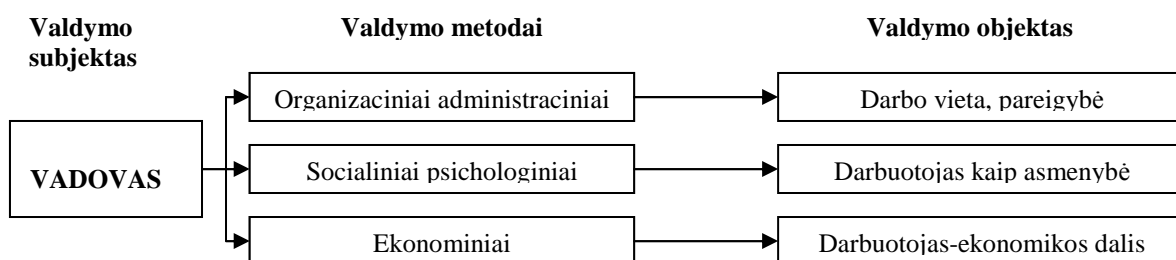 Valdymo
subjektas
Valdymo metodai
Valdymo objektas
Organizaciniai administraciniai
Darbo vieta, pareigybė
VADOVAS
Socialiniai psichologiniai
Darbuotojas kaip asmenybė
Ekonominiai
Darbuotojas-ekonomikos dalis